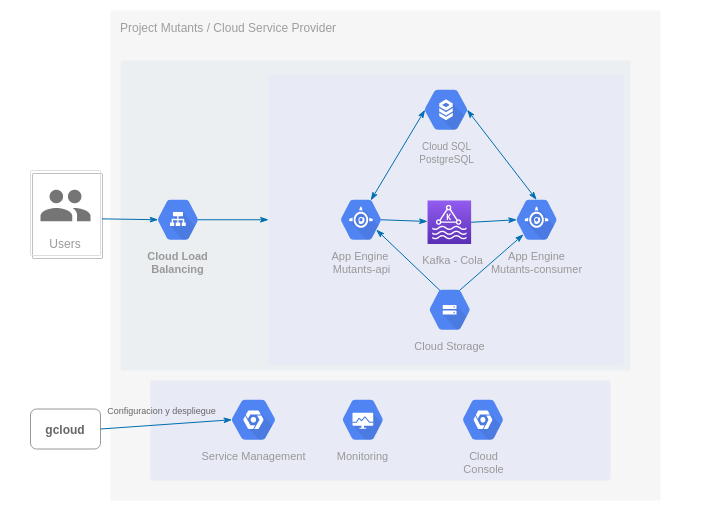 Project Mutants / Cloud Service Provider
Cloud SQL
PostgreSQL
K
Users
Cloud Load
Balancing
App Engine
Mutants-api
Kafka - Cola
App Engine
Mutants-consumer
Cloud Storage
Configuracion y despliegue
gcloud
Service Management
Monitoring
Cloud
Console